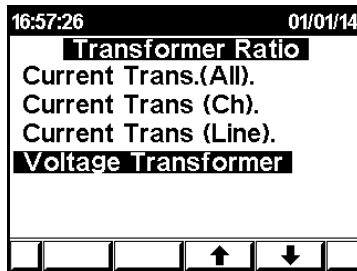 16:57:26 01/01/14
Transformer Ratio
Current Trans.(All).
Current Trans (Ch).
Current Trans (Line).
Voltage Transformer